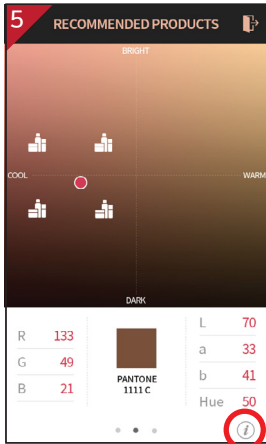 5
RECOMMENDED PRODUCTS
BRIGHT
COOL
WARM
DARK
R 133
G 49
B 21
PANTONE
1111 C
L 70
a 33
b 41
Hue 50
i